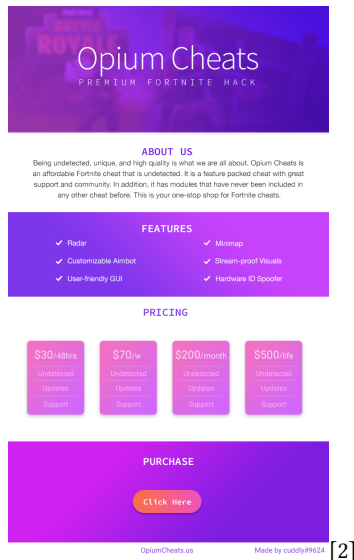 FORTNITE
BATTLE
ROYALE
Opium Cheats
PREMIUM FORTNITE HACK
ABOUT US
Being undetected, unique, and high quality is what we are all about. Opium Cheats is
an affordable Fortnite cheat that is undetected. It is a feature packed cheat with great
support and community. In addition, it has modules that have never been included in
any other cheat before. This is your one-stop shop for Fortnite cheats.
FEATURES
Radar
Minimap
Customizable Aimbot
Stream-proof Visuals
User-friendly GUI
Hardware ID Spoofer
PRICING
$30/48hrs
Undetected
Updates
Support
$70/w
Undetected
Updates
Support
$200/month
Undetected
Updates
Support
$500/life
Undetected
Updates
Support
PURCHASE
Click Here
OpiumCheats.us
Made by cuddly#9624
[2]